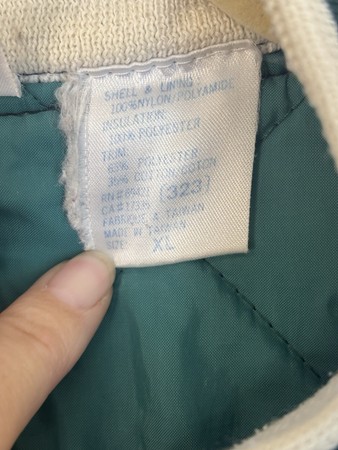 SHELL & LINING
100% NYLON/POLYAMIDE
INSULATION:
100% POLYESTER
TRIM:
65% POLYESTER
35% COTTON COTON
RN# [323]
CA#
FABRIQUE A TAIWAN
MADE IN TAIWAN
SIZE: XL